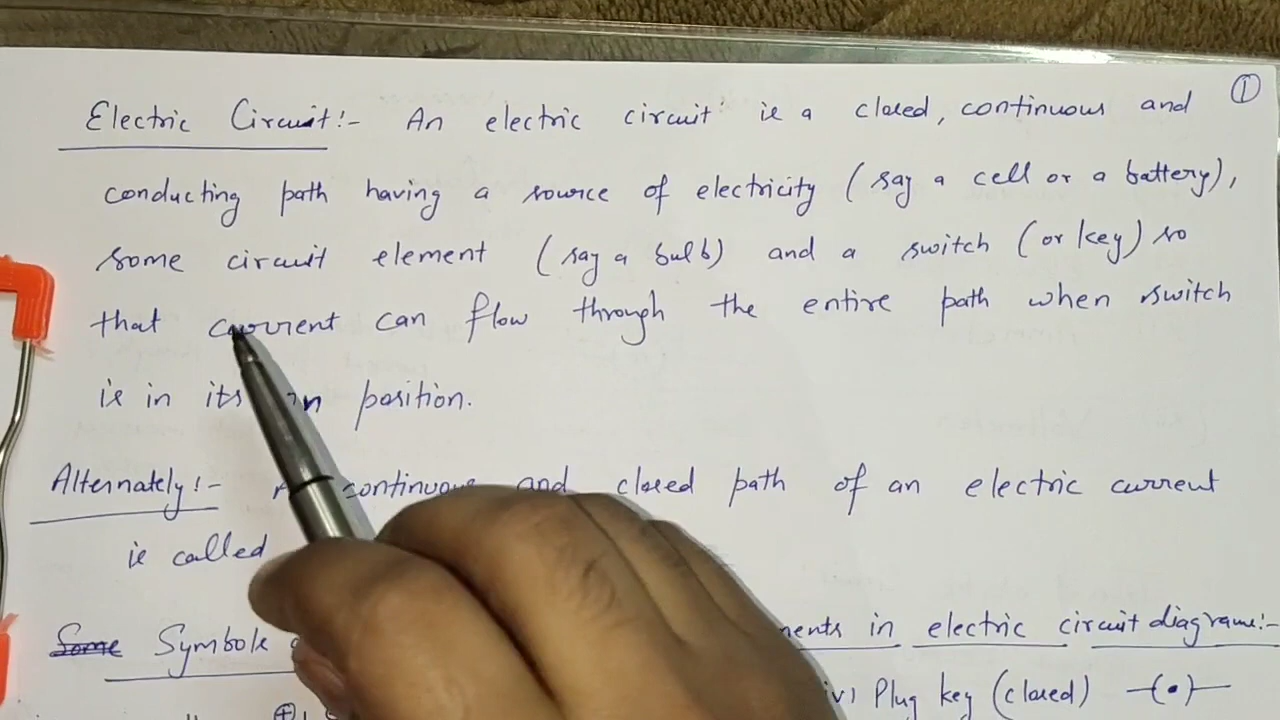 ①
Electric Circuit:- An electric circuit is a closed, continuous and
conducting path having a source of electricity (say a cell or a battery),
some circuit element (say a bulb) and a switch (or key) so
that current can flow through the entire path when switch
is in its position.
Alternately:- continuous and closed path of an electric current
is called
Some Symbols in electric circuit diagrams:-
Plug key (closed)